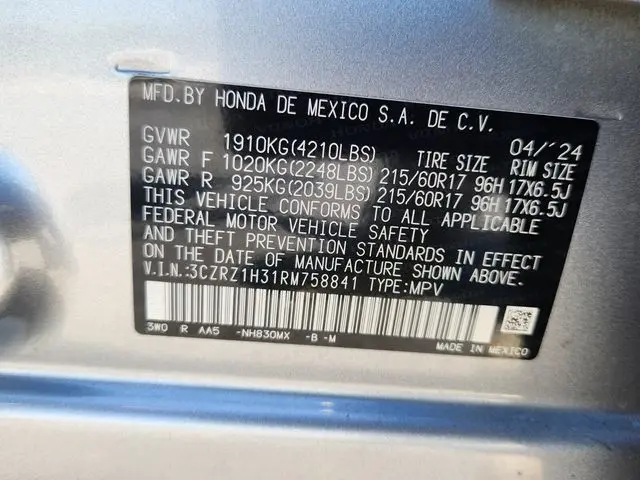 MFD.BY HONDA DE MEXICO S.A. DE C.V.
GVWR 1910KG(4210LBS) TIRE SIZE 04/'24 RIM SIZE
GAWR F 1020KG(2248LBS) 215/60R17 96H 17X6.5J
GAWR R 925KG(2039LBS) 215/60R17 96H 17X6.5J
THIS VEHICLE CONFORMS TO ALL APPLICABLE
FEDERAL MOTOR VEHICLE SAFETY
AND THEFT PREVENTION STANDARDS IN EFFECT
ON THE DATE OF MANUFACTURE SHOWN ABOVE.
V.I.N.:3CZRZ1H31RM758841 TYPE:MPV
3W0 R AA5 -NH830MX -B -M
MADE IN MEXICO